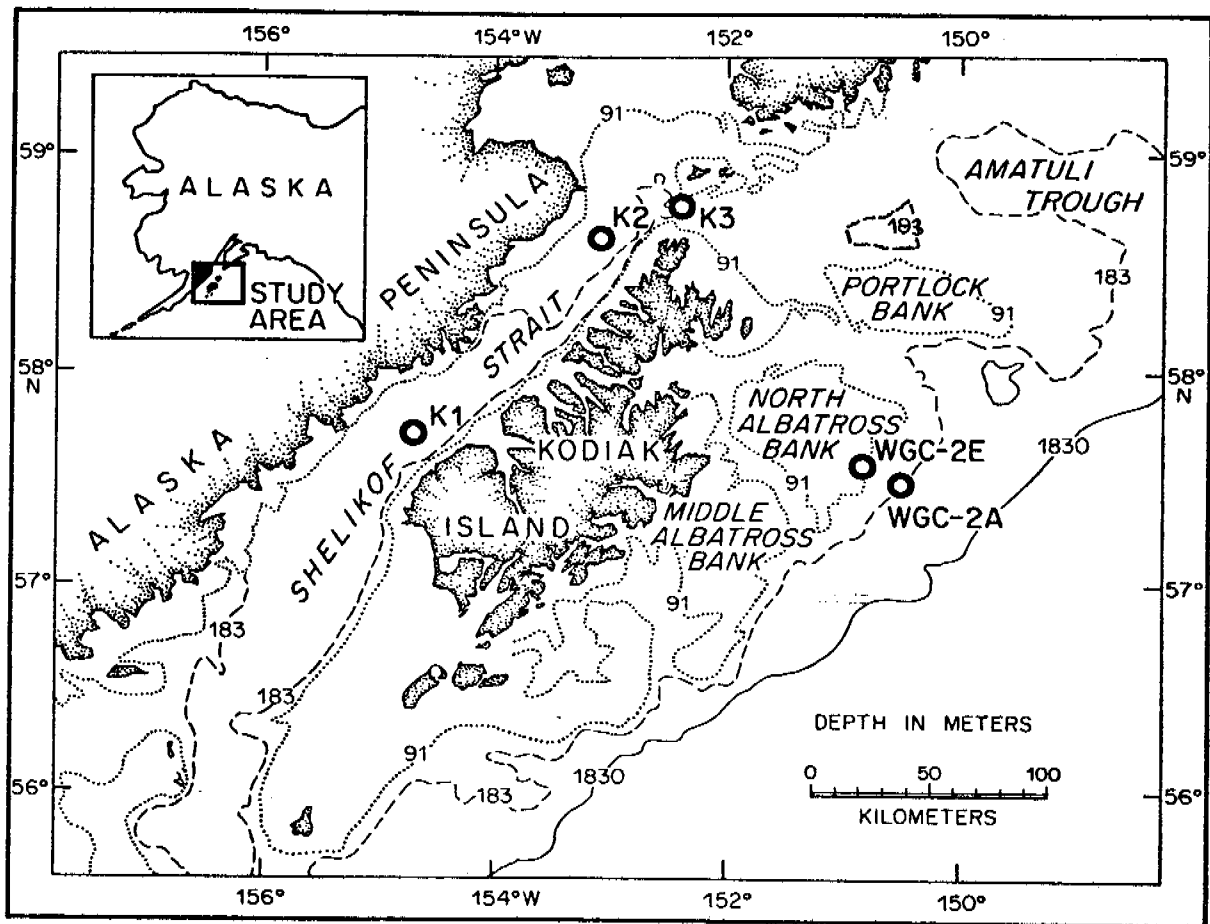 156°
154°W
152°
150°
59°
59°
ALASKA
STUDY
AREA
91
K2
K3
AMATULI
TROUGH
183
183
PENINSULA
91
PORTLOCK
BANK
91
58°
N
58°
N
STRAIT
K1
NORTH
ALBATROSS
BANK
KODIAK
WGC-2E
1830
91
WGC-2A
ALASKA
SHELIKOF
ISLAND
MIDDLE
ALBATROSS
BANK
57°
57°
183
91
183
DEPTH IN METERS
91
1830
183
0 50 100
KILOMETERS
56°
56°
156°
154°
152°
150°